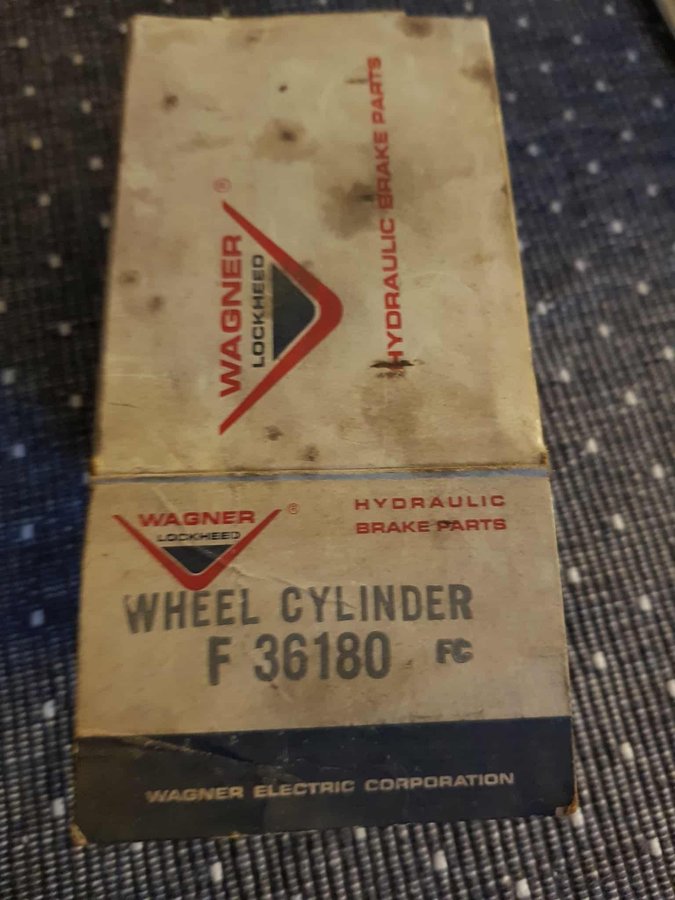 WAGNER ®
LOCKHEED
HYDRAULIC BRAKE PARTS
WAGNER ®
LOCKHEED
HYDRAULIC
BRAKE PARTS
WHEEL CYLINDER
F 36180 FC
WAGNER ELECTRIC CORPORATION